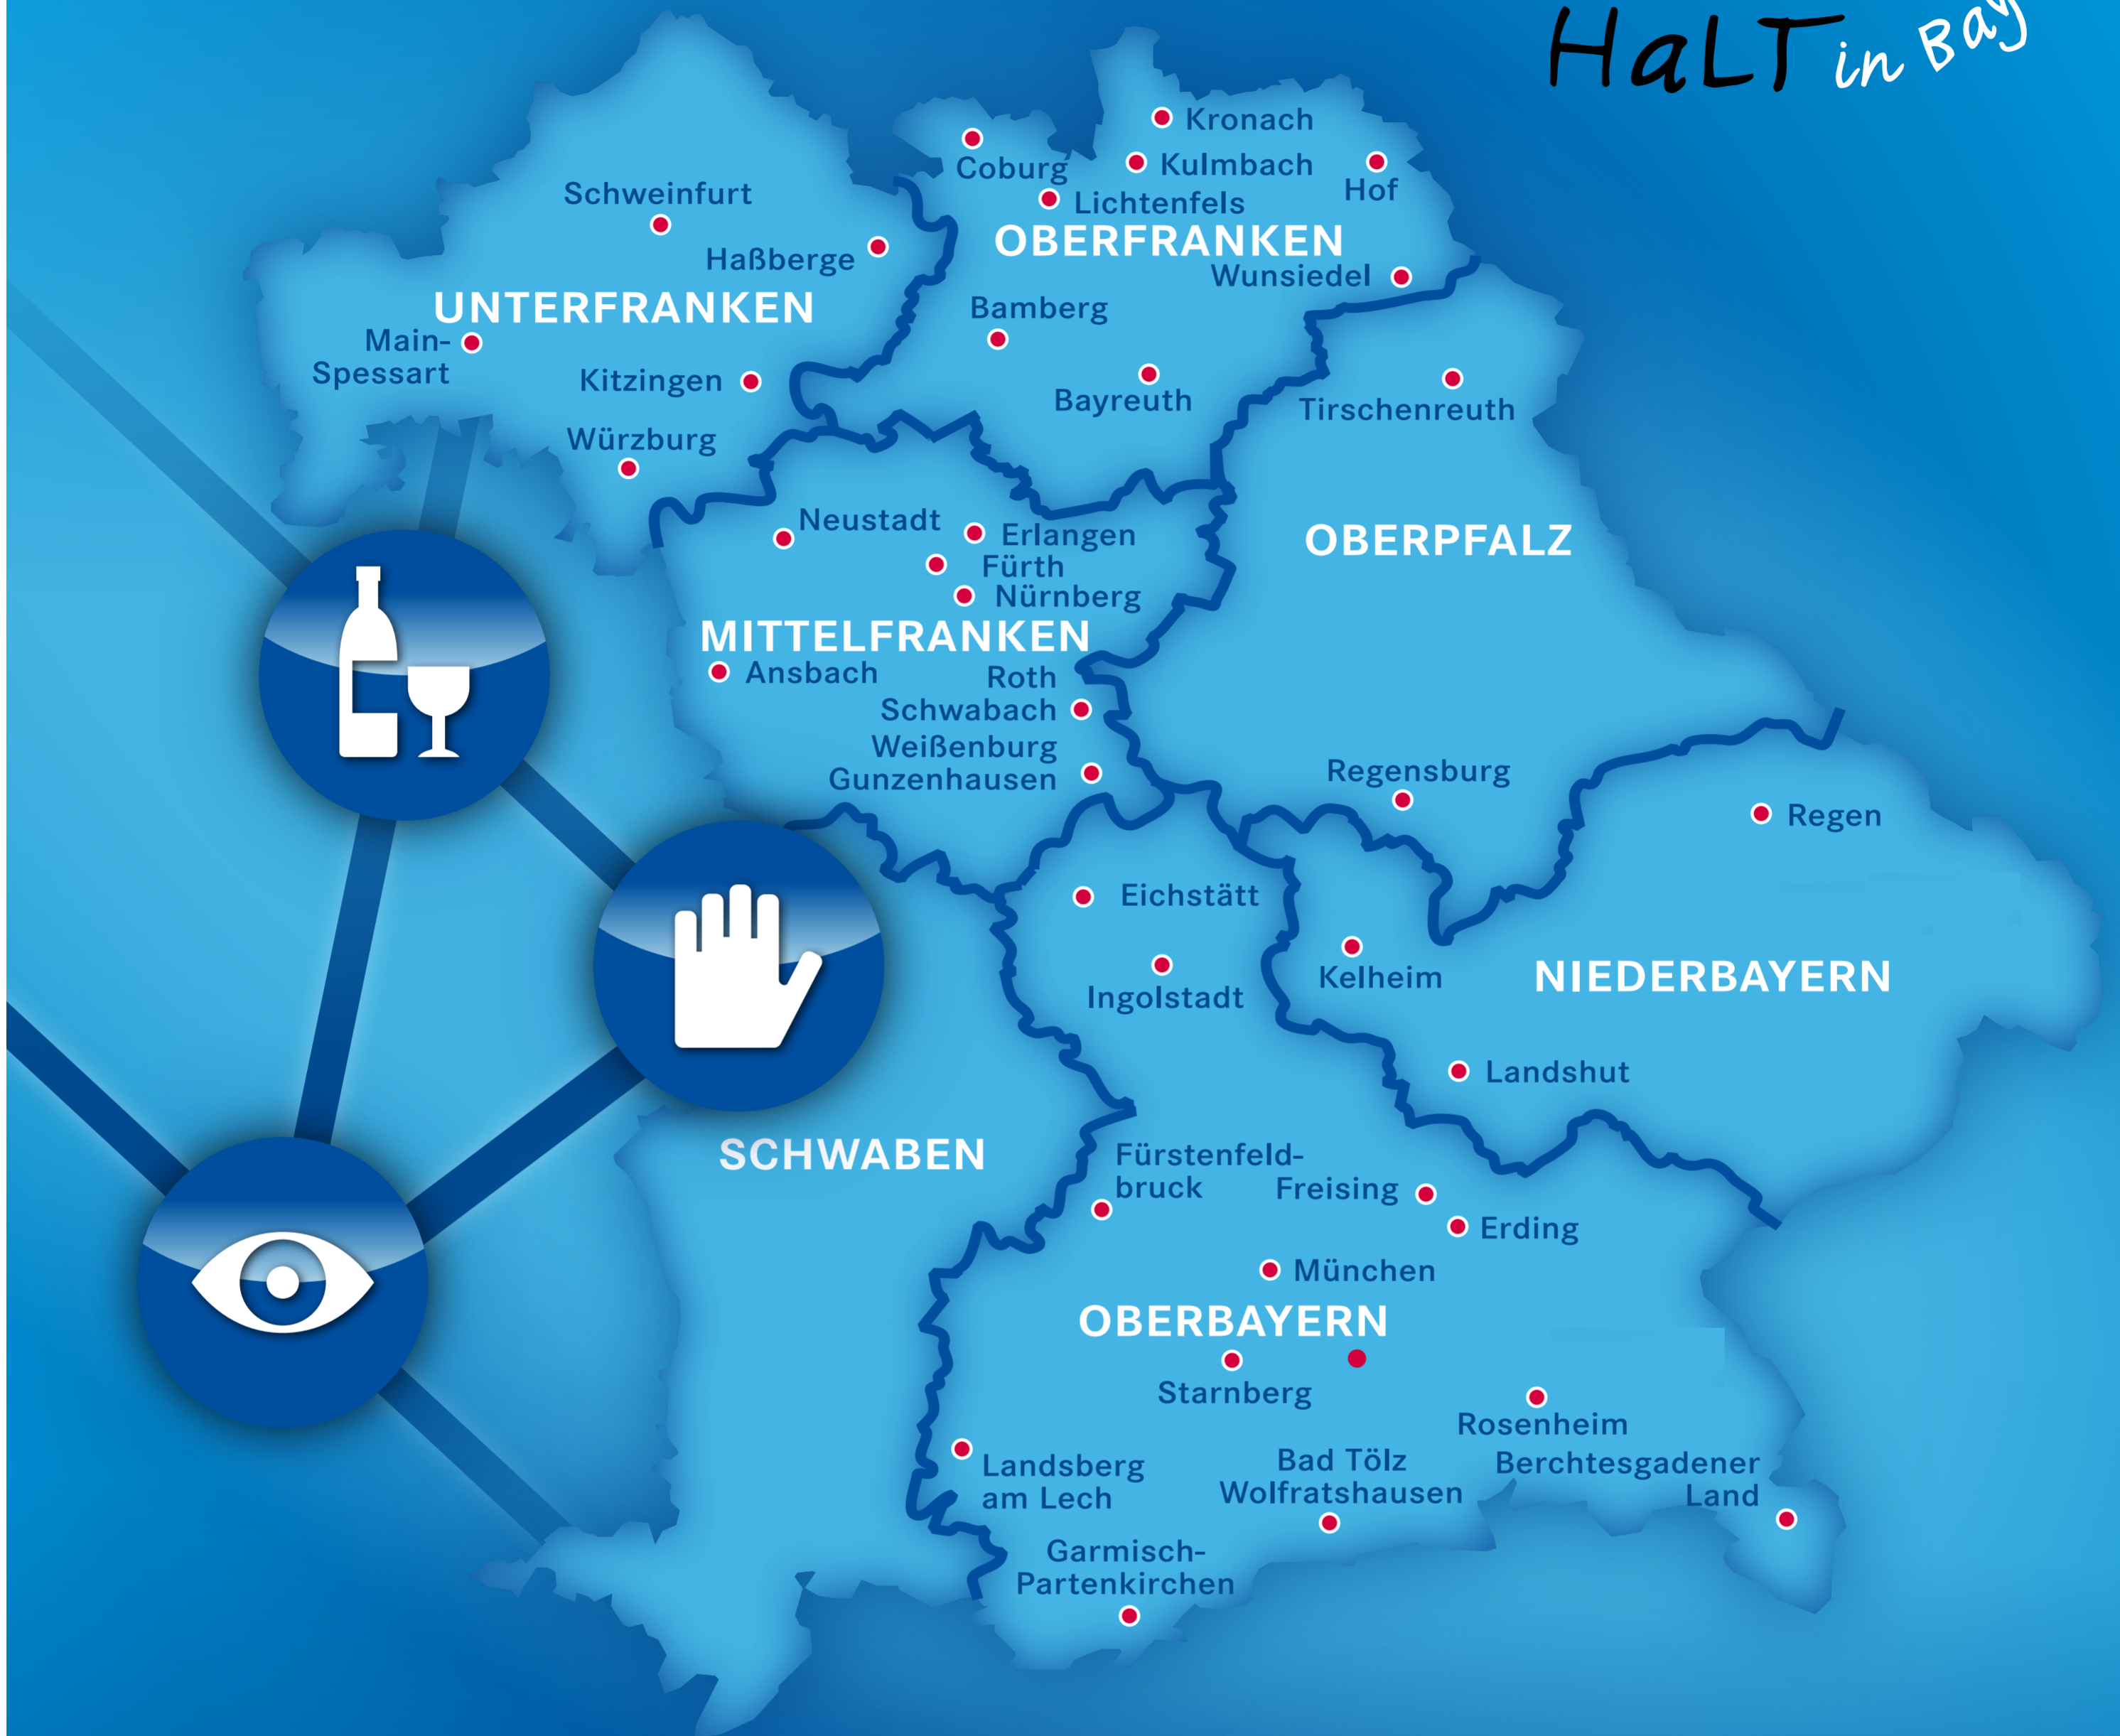 HaLT in Bay
Kronach
Coburg
Kulmbach
Hof
Lichtenfels
Schweinfurt
OBERFRANKEN
Haßberge
Wunsiedel
UNTERFRANKEN
Bamberg
Main-
Spessart
Kitzingen
Bayreuth
Tirschenreuth
Würzburg
Neustadt
Erlangen
OBERPFALZ
Fürth
Nürnberg
MITTELFRANKEN
Ansbach
Roth
Schwabach
Weißenburg
Gunzenhausen
Regensburg
Regen
Eichstätt
Kelheim
NIEDERBAYERN
Ingolstadt
Landshut
SCHWABEN
Fürstenfeld-
bruck
Freising
Erding
München
OBERBAYERN
Starnberg
Rosenheim
Landsberg
am Lech
Bad Tölz
Wolfratshausen
Berchtesgadener
Land
Garmisch-
Partenkirchen